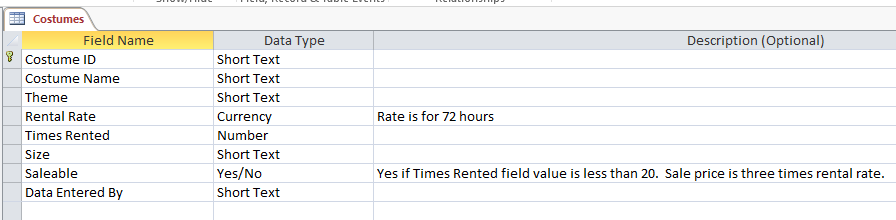 Show/Hide Field, Record & Table Events Relationships
Costumes
Field Name Data Type Description (Optional)
Costume ID Short Text
Costume Name Short Text
Theme Short Text
Rental Rate Currency Rate is for 72 hours
Times Rented Number
Size Short Text
Saleable Yes/No Yes if Times Rented field value is less than 20. Sale price is three times rental rate.
Data Entered By Short Text